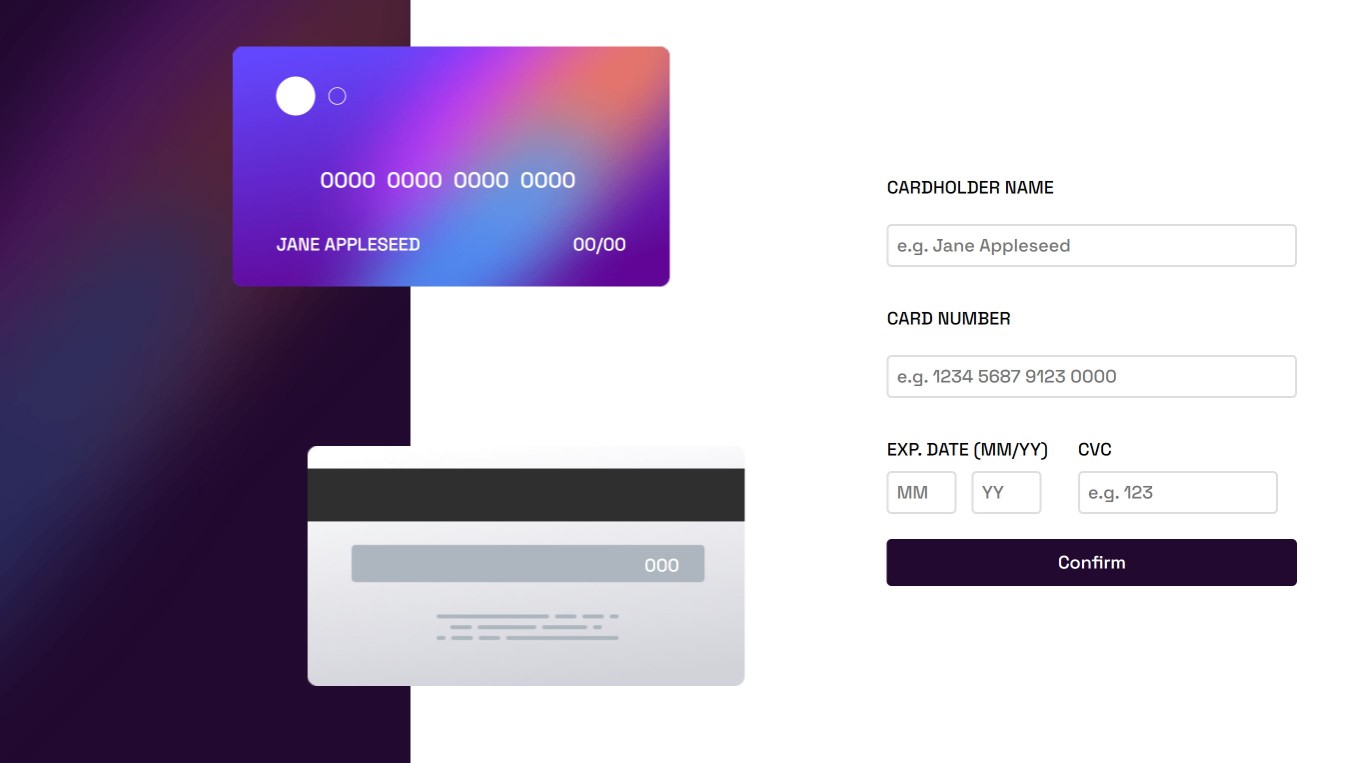 0000 0000 0000 0000
JANE APPLESEED 00/00
000
CARDHOLDER NAME
e.g. Jane Appleseed
CARD NUMBER
e.g. 1234 5687 9123 0000
EXP. DATE (MM/YY) CVC
MM YY e.g. 123
Confirm